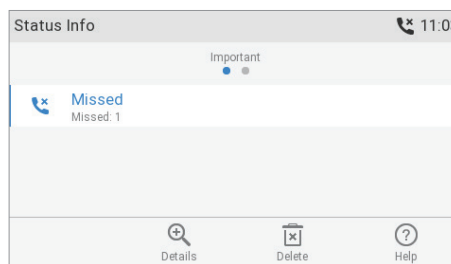 Status Info
Important
Missed
Missed: 1
Details Delete Help